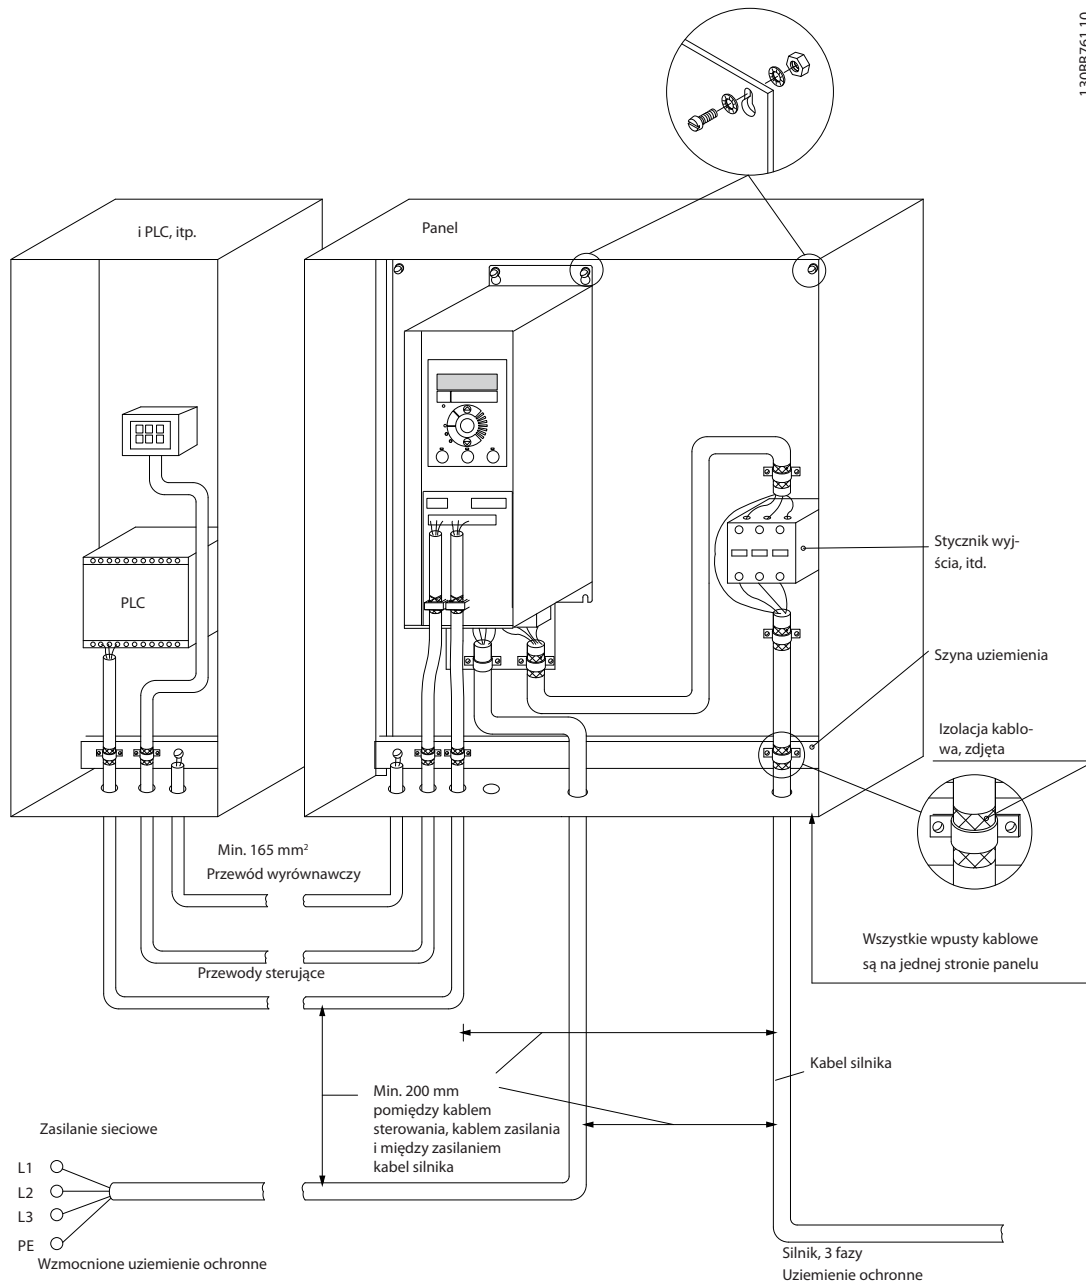 130BB761.10
i PLC, itp.
Panel
PLC
Stycznik wyj-
ścia, itd.
Szyna uziemienia
Izolacja kablo-
wa, zdjęta
Min. 165 mm²
Przewód wyrównawczy
Wszystkie wpusty kablowe
są na jednej stronie panelu
Przewody sterujące
Kabel silnika
Min. 200 mm
pomiędzy kablem
sterowania, kablem zasilania
i między zasilaniem
kabel silnika
Zasilanie sieciowe
L1
L2
L3
PE
Wzmocnione uziemienie ochronne
Silnik, 3 fazy
Uziemienie ochronne